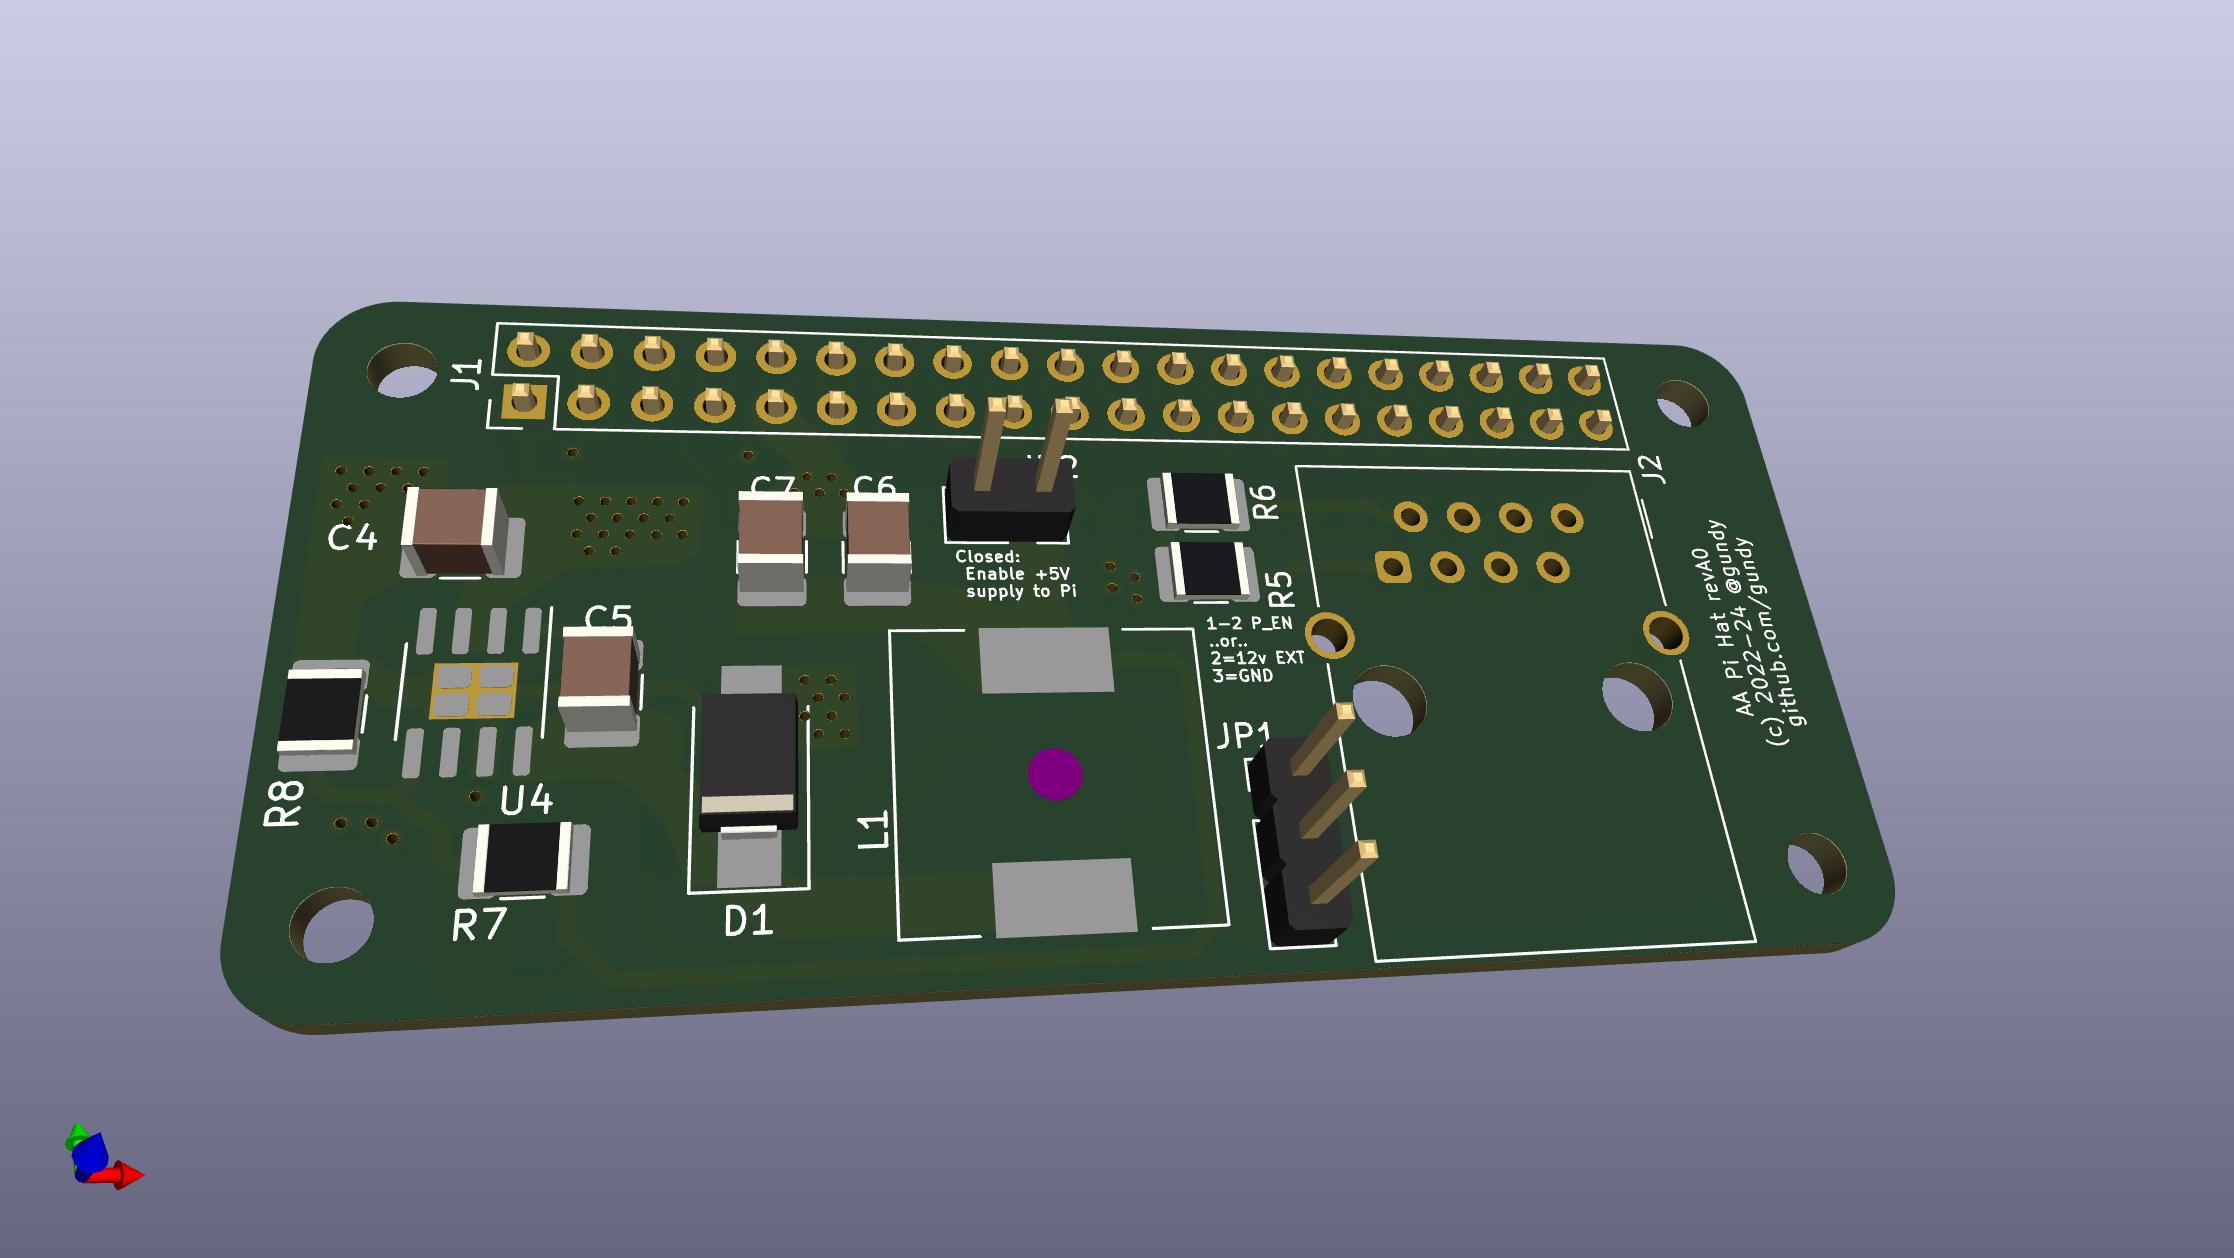 J1
J2
C4
C7
C6
R6
Closed:
Enable +5V
supply to Pi
R5
C5
1-2 P_EN
..or..
2=12v EXT
3=GND
AA Pi Hat revA0
(c) 2022-24 @gundy
github.com/gundy
JP1
R8
U4
L1
R7
D1